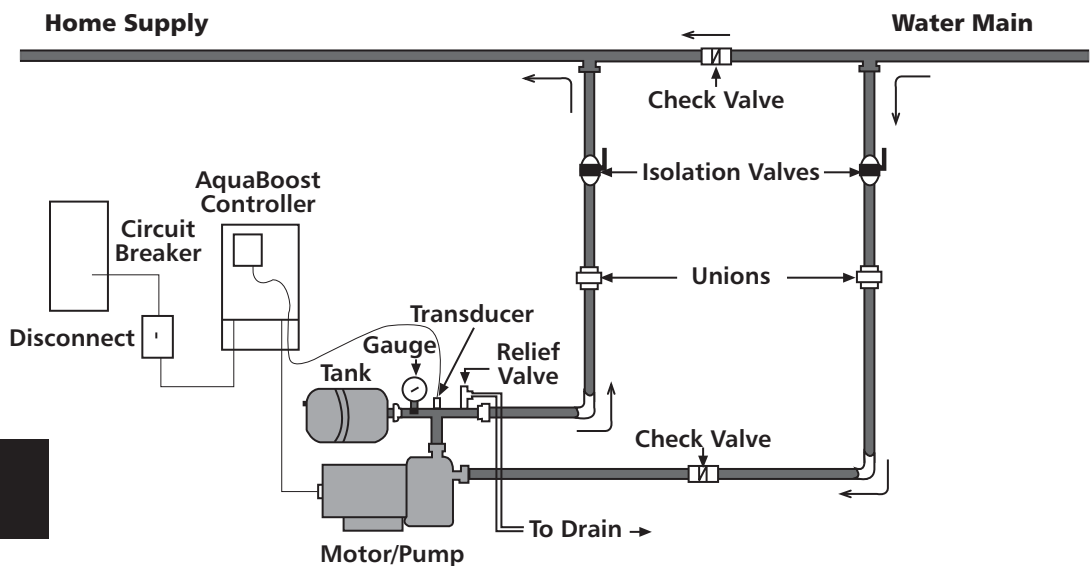 Home Supply
Water Main
Check Valve
Isolation Valves
AquaBoost
Controller
Circuit
Breaker
Unions
Disconnect
Transducer
Gauge
Relief
Valve
Tank
Check Valve
To Drain
Motor/Pump